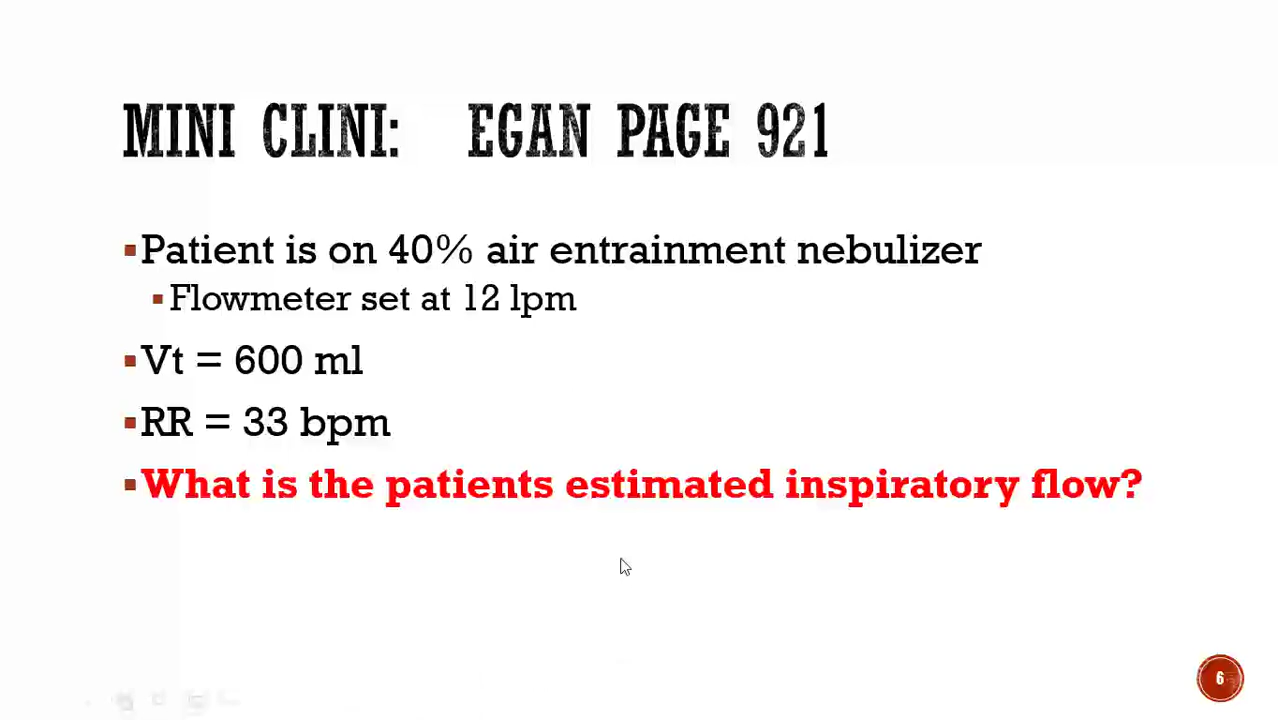 MINI CLINI: EGAN PAGE 921
▪Patient is on 40% air entrainment nebulizer
▪Flowmeter set at 12 lpm
▪Vt = 600 ml
▪RR = 33 bpm
▪What is the patients estimated inspiratory flow?
6